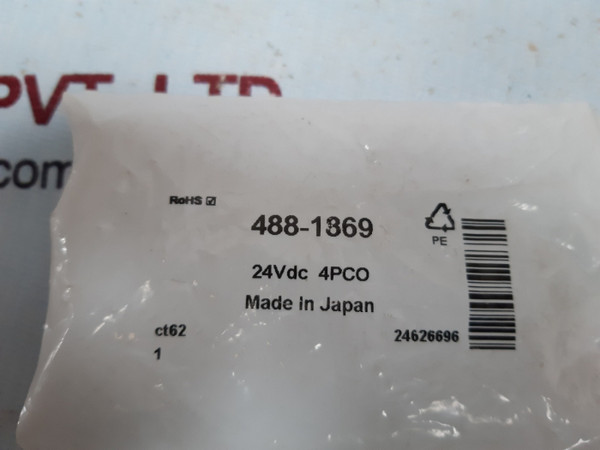 PVT. LTD
com
RoHS ☑
488-1369
PE
24Vdc 4PCO
Made in Japan
ct62
24626696
1